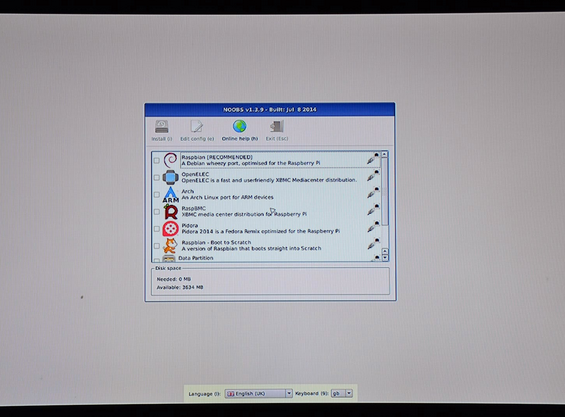 NOOBS v1.3.9 - Built: Jul 8 2014
Install (i) Edit config (e) Online help (h) Exit (Esc)
Raspbian [RECOMMENDED]
A Debian wheezy port, optimised for the Raspberry Pi
OpenELEC
OpenELEC is a fast and userfriendly XBMC Mediacenter distribution.
Arch
An Arch Linux port for ARM devices
ARM
RaspBMC
XBMC media center distribution for Raspberry Pi
Pidora
Pidora 2014 is a Fedora Remix optimized for the Raspberry Pi
Raspbian - Boot to Scratch
A version of Raspbian that boots straight into Scratch
Data Partition
Disk space
Needed: 0 MB
Available: 3634 MB
Language (l): English (UK) Keyboard (9): gb